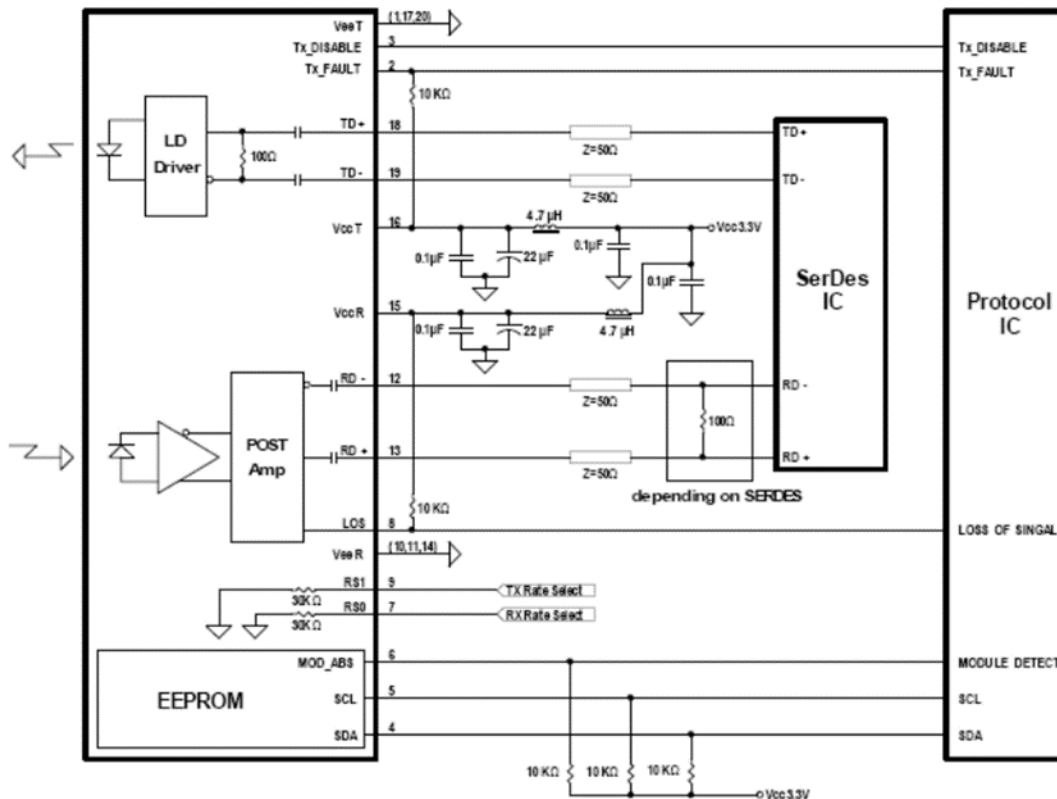 VeeT (1,17,20)
Tx_DISABLE 3 Tx_DISABLE
Tx_FAULT 2 Tx_FAULT
10 KΩ
LD
Driver
100Ω
TD+ 18 Z=50Ω TD+
TD- 19 Z=50Ω TD-
VccT 16 4.7 μH Vcc3.3V
0.1μF 22 μF 0.1μF
0.1μF
SerDes
IC
Protocol
IC
VccR 15
0.1μF 22 μF 4.7 μH
RD - 12 Z=50Ω RD -
POST
Amp
100Ω
RD + 13 Z=50Ω RD +
depending on SERDES
10 KΩ
LOS 8 LOSS OF SINGAL
VeeR (10,11,14)
30KΩ RS1 9 TX Rate Select
30KΩ RS0 7 RX Rate Select
EEPROM
MOD_ABS 6 MODULE DETECT
SCL 5 SCL
SDA 4 SDA
10 KΩ 10 KΩ 10 KΩ
Vcc3.3V